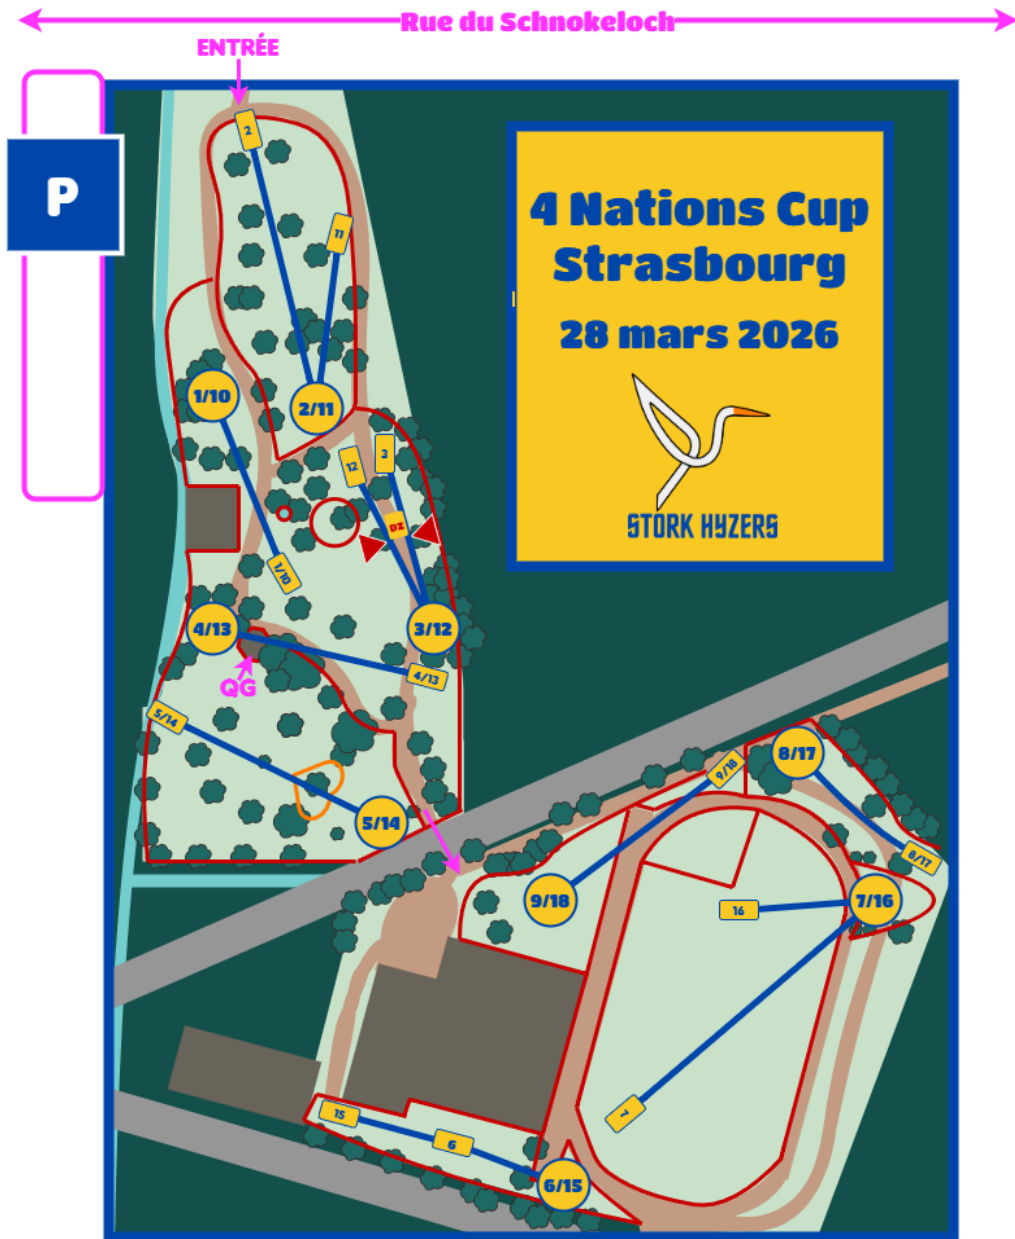 Rue du Schnokeloch
ENTRÉE
P
2
11
4 Nations Cup
Strasbourg
28 mars 2026
STORK HYZERS
1/10
2/11
12
3
DZ
1/10
4/13
3/12
QG
4/13
5/14
5/14
9/18
8/17
8/17
9/18
16
7/16
7
15
6
6/15